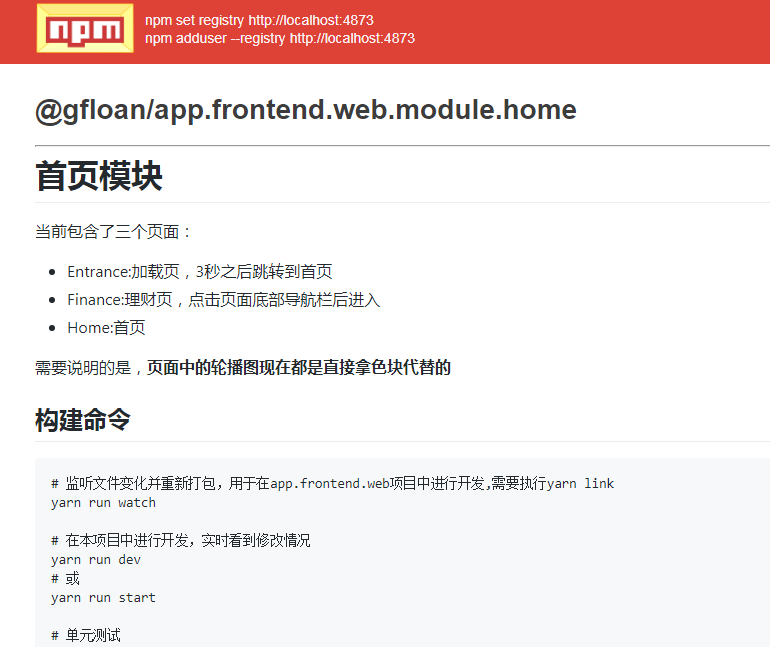 npm
npm set registry http://localhost:4873
npm adduser --registry http://localhost:4873
@gfloan/app.frontend.web.module.home
首页模块
当前包含了三个页面：
Entrance:加载页，3秒之后跳转到首页
Finance:理财页，点击页面底部导航栏后进入
Home:首页
需要说明的是，页面中的轮播图现在都是直接拿色块代替的
构建命令
# 监听文件变化并重新打包，用于在app.frontend.web项目中进行开发,需要执行yarn link
yarn run watch
# 在本项目中进行开发，实时看到修改情况
yarn run dev
# 或
yarn run start
# 单元测试